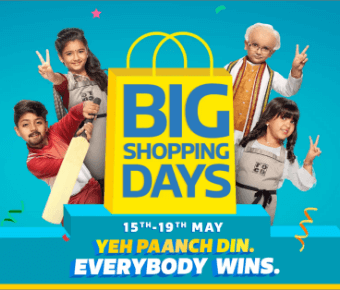 BIG
SHOPPING
DAYS
15TH-19TH MAY
YEH PAANCH DIN.
EVERYBODY WINS.